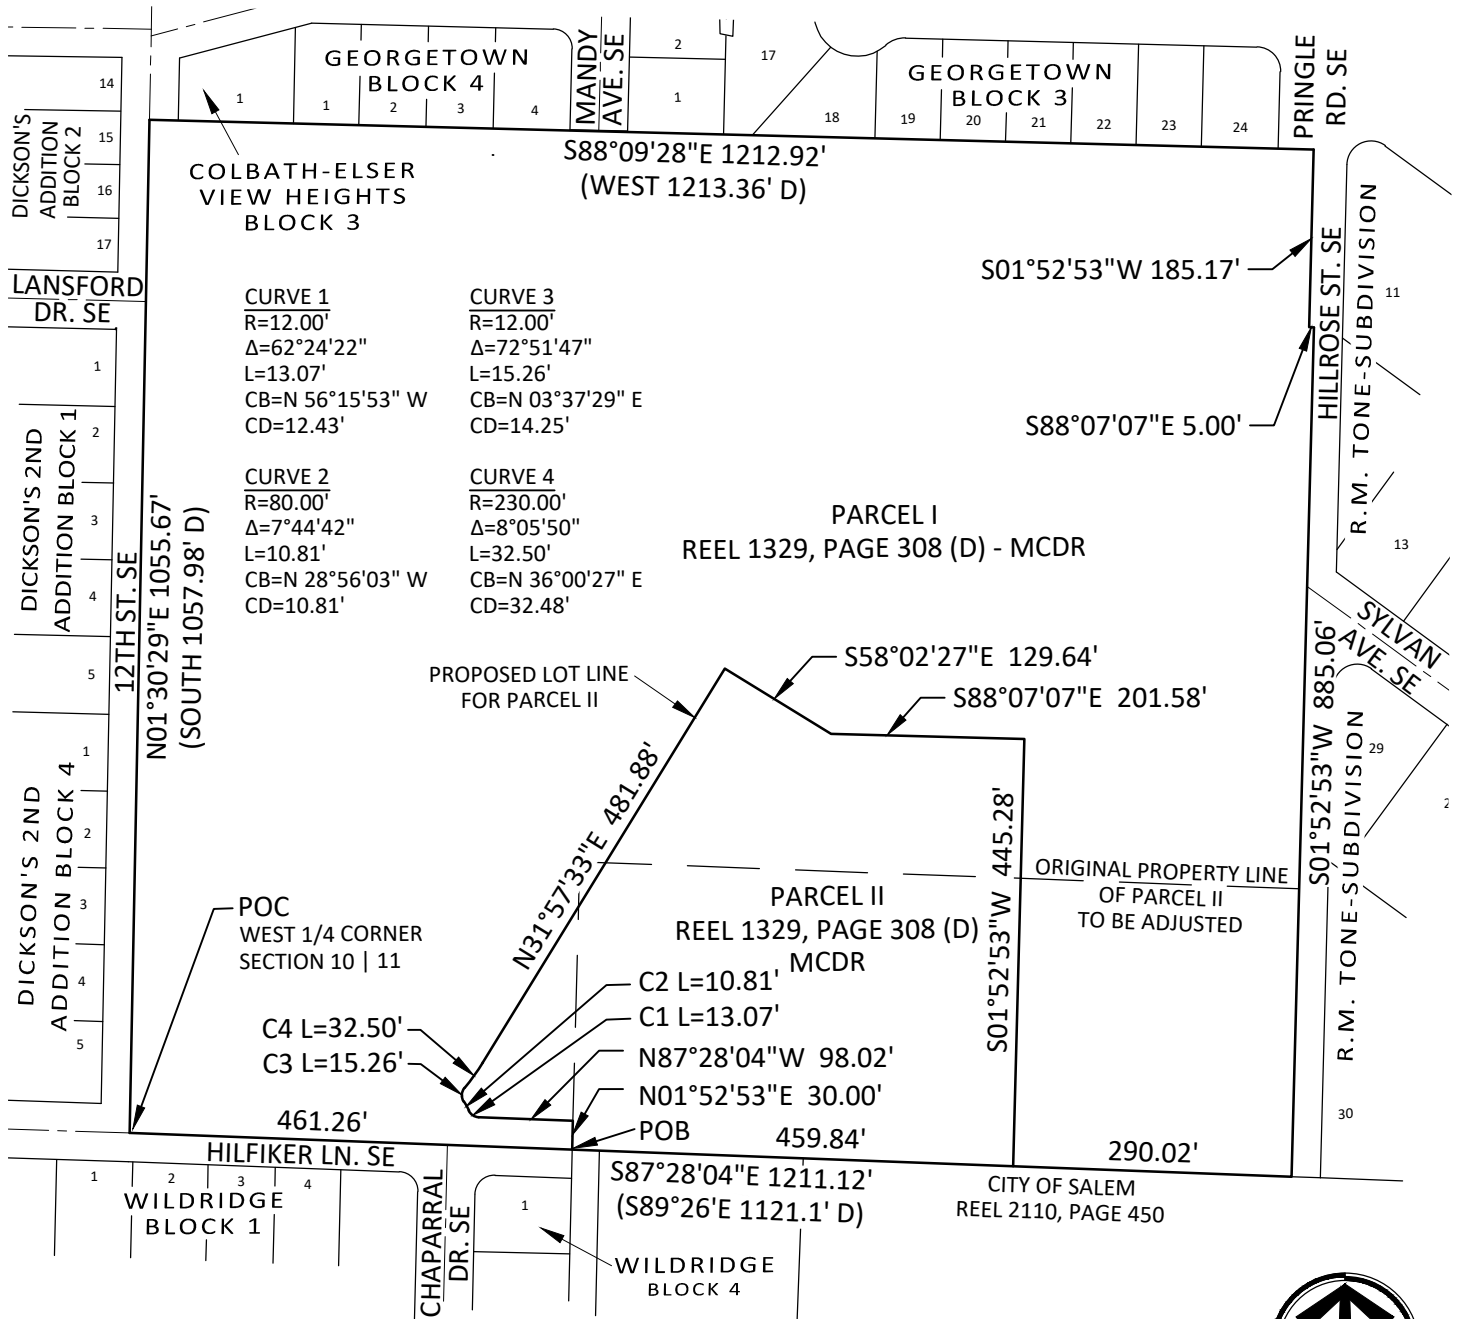 GEORGETOWN
BLOCK 4
1
1
2
3
4
MANDY
AVE. SE
2
1
17
GEORGETOWN
BLOCK 3
18
19
20
21
22
23
24
PRINGLE
RD. SE
14
15
16
17
DICKSON'S
ADDITION
BLOCK 2
COLBATH-ELSER
VIEW HEIGHTS
BLOCK 3
S88°09'28"E 1212.92'
(WEST 1213.36' D)
S01°52'53"W 185.17'
HILLROSE ST. SE
R.M. TONE-SUBDIVISION
11
LANSFORD
DR. SE
CURVE 1
R=12.00'
Δ=62°24'22"
L=13.07'
CB=N 56°15'53" W
CD=12.43'
CURVE 3
R=12.00'
Δ=72°51'47"
L=15.26'
CB=N 03°37'29" E
CD=14.25'
CURVE 2
R=80.00'
Δ=7°44'42"
L=10.81'
CB=N 28°56'03" W
CD=10.81'
CURVE 4
R=230.00'
Δ=8°05'50"
L=32.50'
CB=N 36°00'27" E
CD=32.48'
S88°07'07"E 5.00'
1
2
3
4
5
DICKSON'S 2ND
ADDITION BLOCK 1
12TH ST. SE
N01°30'29"E 1055.67'
(SOUTH 1057.98' D)
PARCEL I
REEL 1329, PAGE 308 (D) - MCDR
13
SYLVAN
AVE. SE
PROPOSED LOT LINE
FOR PARCEL II
S58°02'27"E 129.64'
S88°07'07"E 201.58'
S01°52'53"W 885.06'
R.M. TONE-SUBDIVISION
29
2
30
1
2
3
4
5
DICKSON'S 2ND
ADDITION BLOCK 4
N31°57'33"E 481.88'
S01°52'53"W 445.28'
ORIGINAL PROPERTY LINE
OF PARCEL II
TO BE ADJUSTED
PARCEL II
REEL 1329, PAGE 308 (D)
MCDR
POC
WEST 1/4 CORNER
SECTION 10 | 11
C2 L=10.81'
C1 L=13.07'
C4 L=32.50'
C3 L=15.26'
N87°28'04"W 98.02'
N01°52'53"E 30.00'
POB
461.26'
459.84'
290.02'
HILFIKER LN. SE
S87°28'04"E 1211.12'
(S89°26'E 1121.1' D)
CITY OF SALEM
REEL 2110, PAGE 450
1
2
3
4
WILDRIDGE
BLOCK 1
CHAPARRAL
DR. SE
1
WILDRIDGE
BLOCK 4